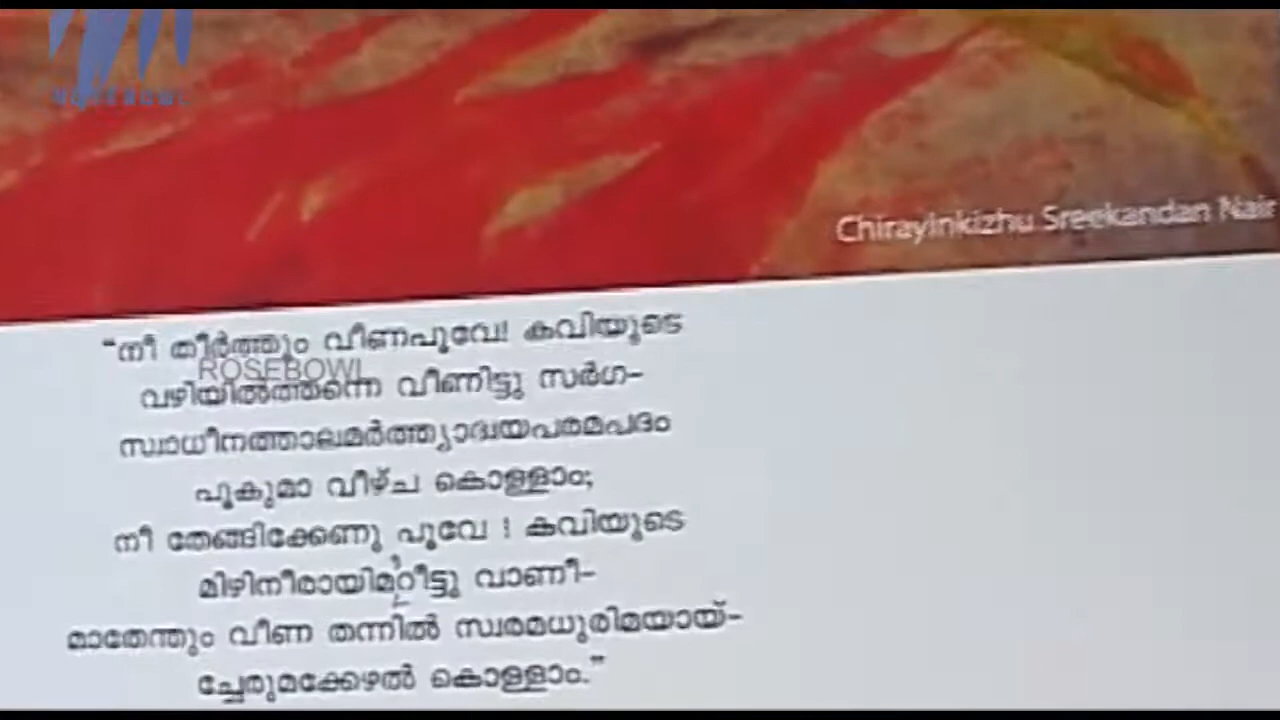 ROSEBOWL
Chirayinkizhu Sreekandan Nair
“നീ തീർത്തും വീണപൂവേ! കവിയുടെ
ROSEBOWL
വഴിയിൽത്തന്നെ വീണിട്ടു സർഗ–
സ്വാധീനത്താലമർത്ത്യാദ്വയപരമപദം
പൂകുമാ വീഴ്ച കൊള്ളാം;
നീ തേങ്ങിക്കേണു പൂവേ ! കവിയുടെ
മിഴിനീരായിമറ്റീട്ടു വാണീ–
മാതേന്തും വീണ തന്നിൽ സ്വരമധുരിമയായ്–
ച്ചേരുമക്കേഴൽ കൊള്ളാം.”